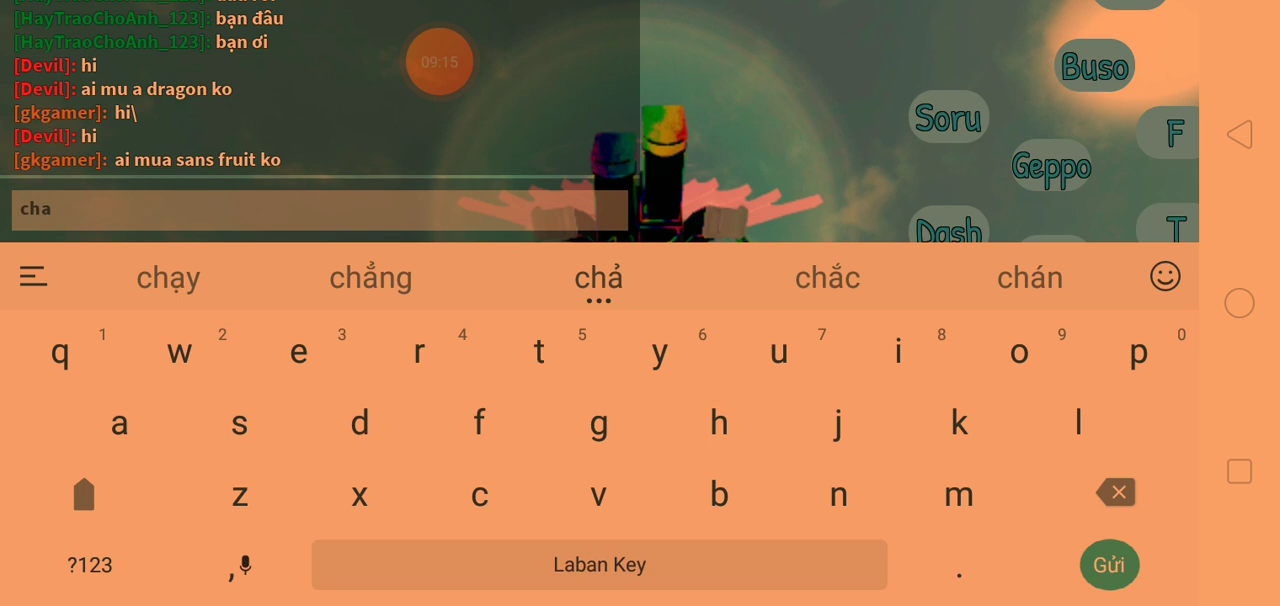 [HayTraoChoAnh_123]: bạn đâu
[HayTraoChoAnh_123]: bạn ơi
[Devil]: hi
[Devil]: ai mu a dragon ko
[gkgamer]: hi\
[Devil]: hi
[gkgamer]: ai mua sans fruit ko
cha
09:15
Buso
Soru
F
Geppo
Dash
T
chạy chẳng chả chắc chán
1 2 3 4 5 6 7 8 9 0
q w e r t y u i o p
a s d f g h j k l
z x c v b n m
?123 , Laban Key . Gửi